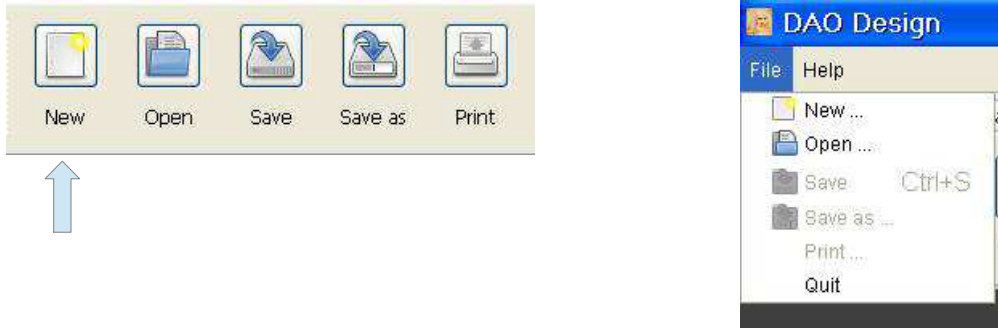 New Open Save Save as Print
DAO Design
File Help
New ...
Open ...
Save Ctrl+S
Save as ...
Print ....
Quit